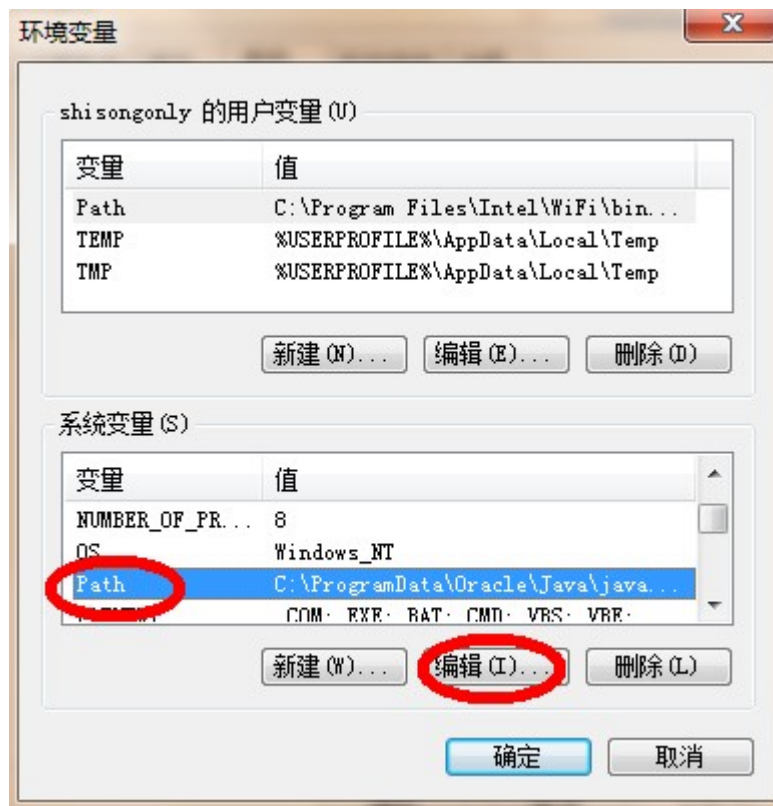 环境变量
shisongonly 的用户变量(U)
变量 值
Path C:\Program Files\Intel\WiFi\bin...
TEMP %USERPROFILE%\AppData\Local\Temp
TMP %USERPROFILE%\AppData\Local\Temp
新建(N)... 编辑(E)... 删除(D)
系统变量(S)
变量 值
NUMBER_OF_PR... 8
OS Windows_NT
Path C:\ProgramData\Oracle\Java\java...
.COM;.EXE;.BAT;.CMD;.VBS;.VBE;
新建(W)... 编辑(I)... 删除(L)
确定 取消